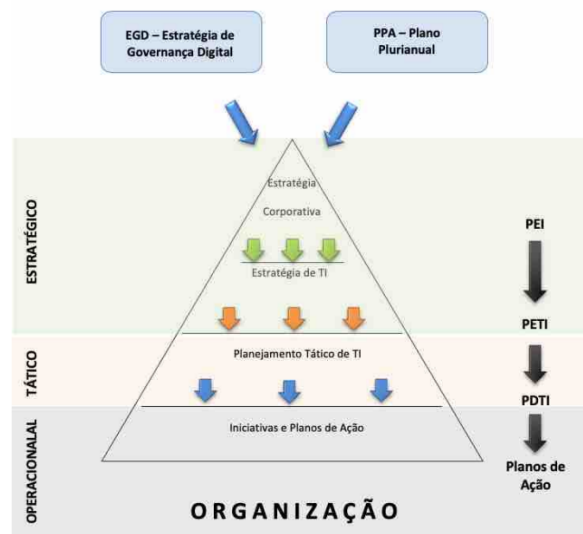 EGD – Estratégia de
Governança Digital
PPA – Plano
Plurianual
ESTRATÉGICO
Estratégia
Corporativa
PEI
Estratégia de TI
PETI
TÁTICO
Planejamento Tático de TI
PDTI
OPERACIONALAL
Iniciativas e Planos de Ação
Planos de
Ação
ORGANIZAÇÃO